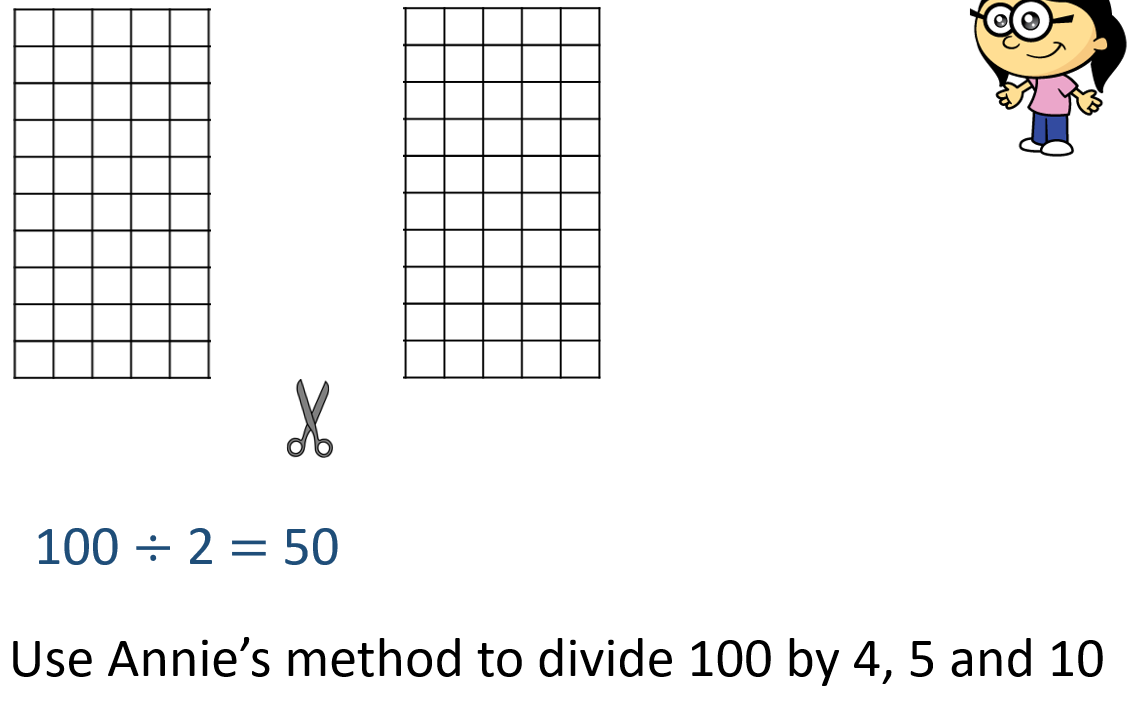 100 ÷ 2 = 50
Use Annie’s method to divide 100 by 4, 5 and 10